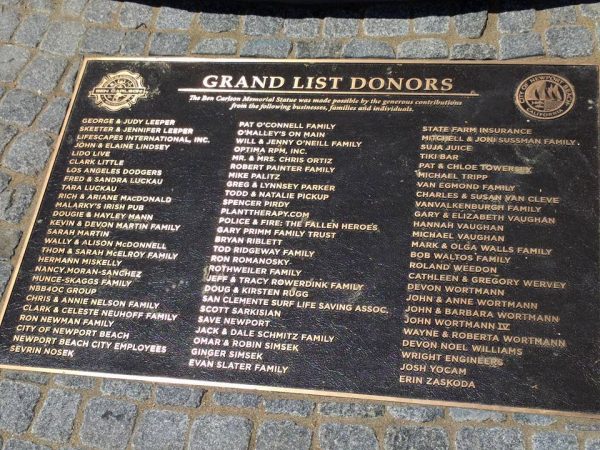 BEN CARLSON
GRAND LIST DONORS
The Ben Carlson Memorial Statue was made possible by the generous contributions
from the following businesses, families and individuals.
CITY OF NEWPORT BEACH
CALIFORNIA
GEORGE & JUDY LEEPER
SKEETER & JENNIFER LEEPER
LIFESCAPES INTERNATIONAL, INC.
JOHN & ELAINE LINDSEY
LIDO LIVE
CLARK LITTLE
LOS ANGELES DODGERS
FRED & SANDRA LUCKAU
TARA LUCKAU
RICH & ARIANE MACDONALD
MALARKY'S IRISH PUB
DOUGIE & HAYLEY MANN
KEVIN & DEVON MARTIN FAMILY
SARAH MARTIN
WALLY & ALISON McDONNELL
THOM & SARAH McELROY FAMILY
HERMANN MISKELLY
NANCY MORAN-SANCHEZ
MUNCE-SKAGGS FAMILY
NB84OC GROUP
CHRIS & ANNIE NELSON FAMILY
CLARK & CELESTE NEUHOFF FAMILY
RON NEWMAN FAMILY
CITY OF NEWPORT BEACH
NEWPORT BEACH CITY EMPLOYEES
SEVRIN NOSEK
PAT O'CONNELL FAMILY
O'MALLEY'S ON MAIN
WILL & JENNY O'NEILL FAMILY
OPTIMA RPM, INC.
MR. & MRS. CHRIS ORTIZ
ROBERT PAINTER FAMILY
MIKE PALITZ
GREG & LYNNSEY PARKER
TODD & NATALIE PICKUP
SPENCER PIRDY
PLANTTHERAPY.COM
POLICE & FIRE: THE FALLEN HEROES
GARY PRIMM FAMILY TRUST
BRYAN RIBLETT
TOD RIDGEWAY FAMILY
RON ROMANOSKY
ROTHWEILER FAMILY
JEFF & TRACY ROWERDINK FAMILY
DOUG & KIRSTEN RUGG
SAN CLEMENTE SURF LIFE SAVING ASSOC.
SCOTT SARKISIAN
SAVE NEWPORT
JACK & DALE SCHMITZ FAMILY
OMAR & ROBIN SIMSEK
GINGER SIMSEK
EVAN SLATER FAMILY
STATE FARM INSURANCE
MITCHELL & JONI SUSSMAN FAMILY
SUJA JUICE
TIKI BAR
PAT & CHLOE TOWERSEY
MICHAEL TRIPP
VAN EGMOND FAMILY
CHARLES & SUSAN VAN CLEVE
VANVALKENBURGH FAMILY
GARY & ELIZABETH VAUGHAN
HANNAH VAUGHAN
MICHAEL VAUGHAN
MARK & OLGA WALLS FAMILY
BOB WALTOS FAMILY
ROLAND WEEDON
CATHLEEN & GREGORY WERVEY
DEVON WORTMANN
JOHN & ANNE WORTMANN
JOHN & BARBARA WORTMANN
JOHN WORTMANN IV
WAYNE & ROBERTA WORTMANN
DEVON NOEL WILLIAMS
WRIGHT ENGINEERS
JOSH YOCAM
ERIN ZASKODA